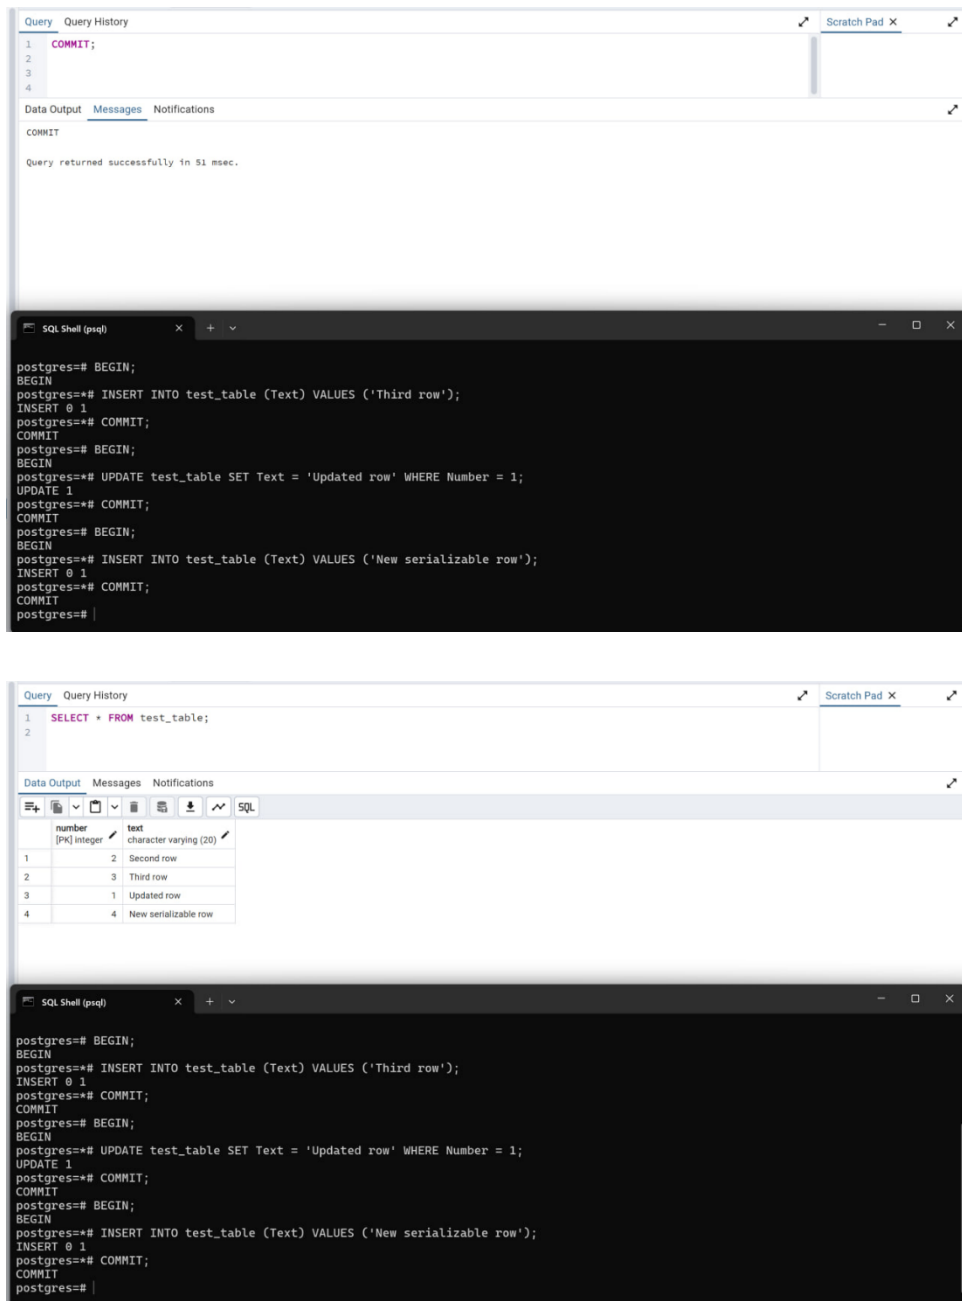 Query Query History Scratch Pad
1 COMMIT;
2
3
4
Data Output Messages Notifications
COMMIT
Query returned successfully in 51 msec.
SQL Shell (psql)
postgres=# BEGIN;
BEGIN
postgres=*# INSERT INTO test_table (Text) VALUES ('Third row');
INSERT 0 1
postgres=*# COMMIT;
COMMIT
postgres=# BEGIN;
BEGIN
postgres=*# UPDATE test_table SET Text = 'Updated row' WHERE Number = 1;
UPDATE 1
postgres=*# COMMIT;
COMMIT
postgres=# BEGIN;
BEGIN
postgres=*# INSERT INTO test_table (Text) VALUES ('New serializable row');
INSERT 0 1
postgres=*# COMMIT;
COMMIT
postgres=#
Query Query History Scratch Pad
1 SELECT * FROM test_table;
2
Data Output Messages Notifications
SQL
number text
[PK] integer character varying (20)
1 2 Second row
2 3 Third row
3 1 Updated row
4 4 New serializable row
SQL Shell (psql)
postgres=# BEGIN;
BEGIN
postgres=*# INSERT INTO test_table (Text) VALUES ('Third row');
INSERT 0 1
postgres=*# COMMIT;
COMMIT
postgres=# BEGIN;
BEGIN
postgres=*# UPDATE test_table SET Text = 'Updated row' WHERE Number = 1;
UPDATE 1
postgres=*# COMMIT;
COMMIT
postgres=# BEGIN;
BEGIN
postgres=*# INSERT INTO test_table (Text) VALUES ('New serializable row');
INSERT 0 1
postgres=*# COMMIT;
COMMIT
postgres=#